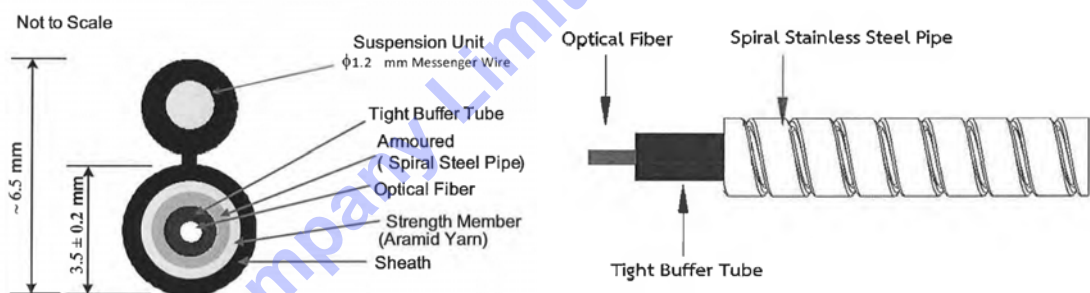 Not to Scale
Suspension Unit
ϕ1.2 mm Messenger Wire
Tight Buffer Tube
Armoured
( Spiral Steel Pipe)
Optical Fiber
Strength Member
(Aramid Yarn)
Sheath
~ 6.5 mm
3.5 ± 0.2 mm
Optical Fiber
Spiral Stainless Steel Pipe
Tight Buffer Tube
mpany Limit